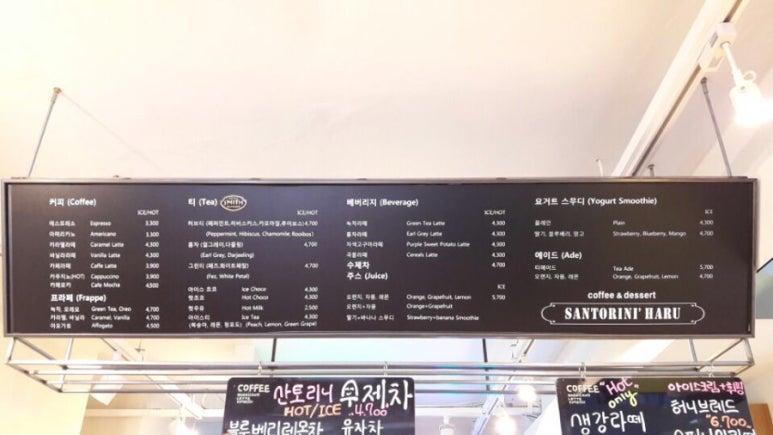 커피 (Coffee)
ICE/HOT
에스프레소 Espresso 3,300
아메리카노 Americano 3,300
카라멜라떼 Caramel Latte 4,300
바닐라라떼 Vanilla Latte 4,300
카페라떼 Caffe Latte 3,900
카푸치노(HOT) Cappuccino 3,900
카페모카 Cafe Mocha 4,500
프라페 (Frappe)
녹차, 오레오 Green Tea, Oreo 4,700
카라멜, 바닐라 Caramel, Vanilla 4,700
아포가토 Affogato 4,500
티 (Tea) SMITH
ICE/HOT
허브티 (페퍼민트,히비스커스,카모마일,루이보스) 4,700
(Peppermint, Hibiscus, Chamomile, Rooibos)
홍차 (얼그레이,다즐링) 4,700
(Earl Grey, Darjeeling)
그린티 4,700
White Petal)
아이스 쵸코 Ice Choco 4,300
핫쵸코 Hot Choco 4,300
핫우유 Hot Milk 2,500
아이스티 Ice Tea 4,300
(복숭아, 레몬, 청포도) (Peach, Lemon, Green Grape)
베버리지 (Beverage)
ICE/HOT
녹차라떼 Green Tea Latte 4,300
홍차라떼 Earl Grey Latte 4,300
자색고구마라떼 Purple Sweet Potato Latte 4,300
곡물라떼 Cereals Latte 4,300
수제차 4,700
주스 (Juice)
ICE
오렌지, 자몽, 레몬 Orange, Grapefruit, Lemon 5,700
오렌지+자몽 Orange+Grapefruit
딸기+바나나 스무디 Strawberry+banana Smoothie
요거트 스무디 (Yogurt Smoothie)
ICE
플레인 Plain 4,300
딸기, 블루베리, 망고 Strawberry, Blueberry, Mango 4,700
에이드 (Ade)
티에이드 Tea Ade 5,700
오렌지, 자몽, 레몬 Orange, Grapefruit, Lemon 4,700
coffee & dessert
SANTORINI' HARU
COFFEE
산토리니 수제차
HOT/ICE 4,700
블루베리레몬차 유자차
COFFEE
"Hot only"
생강라떼
아이스크림+휘핑
허니브레드
6,700